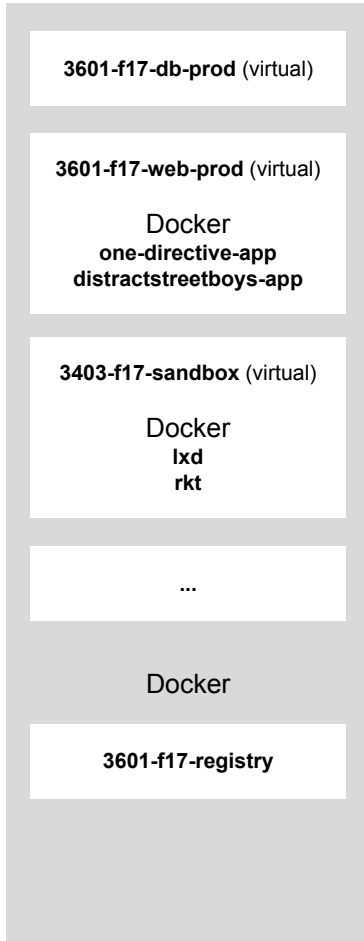 3601-f17-db-prod (virtual)
3601-f17-web-prod (virtual)
Docker
one-directive-app
distractstreetboys-app
3403-f17-sandbox (virtual)
Docker
lxd
rkt
...
Docker
3601-f17-registry